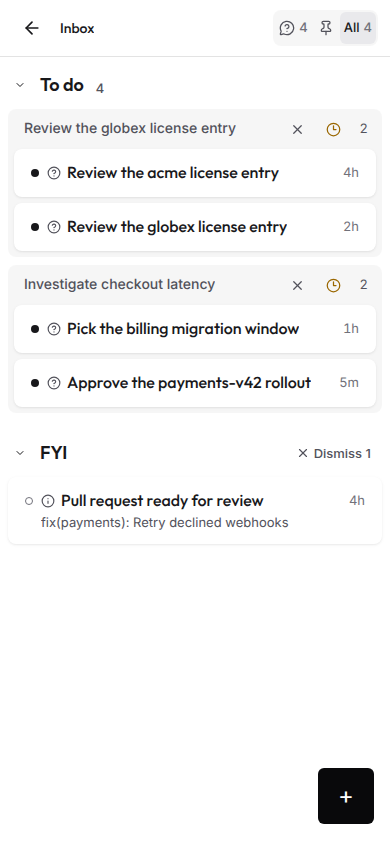 Inbox
4
All 4
To do 4
Review the globex license entry 2
Review the acme license entry 4h
Review the globex license entry 2h
Investigate checkout latency 2
Pick the billing migration window 1h
Approve the payments-v42 rollout 5m
FYI
Dismiss 1
Pull request ready for review 4h
fix(payments): Retry declined webhooks